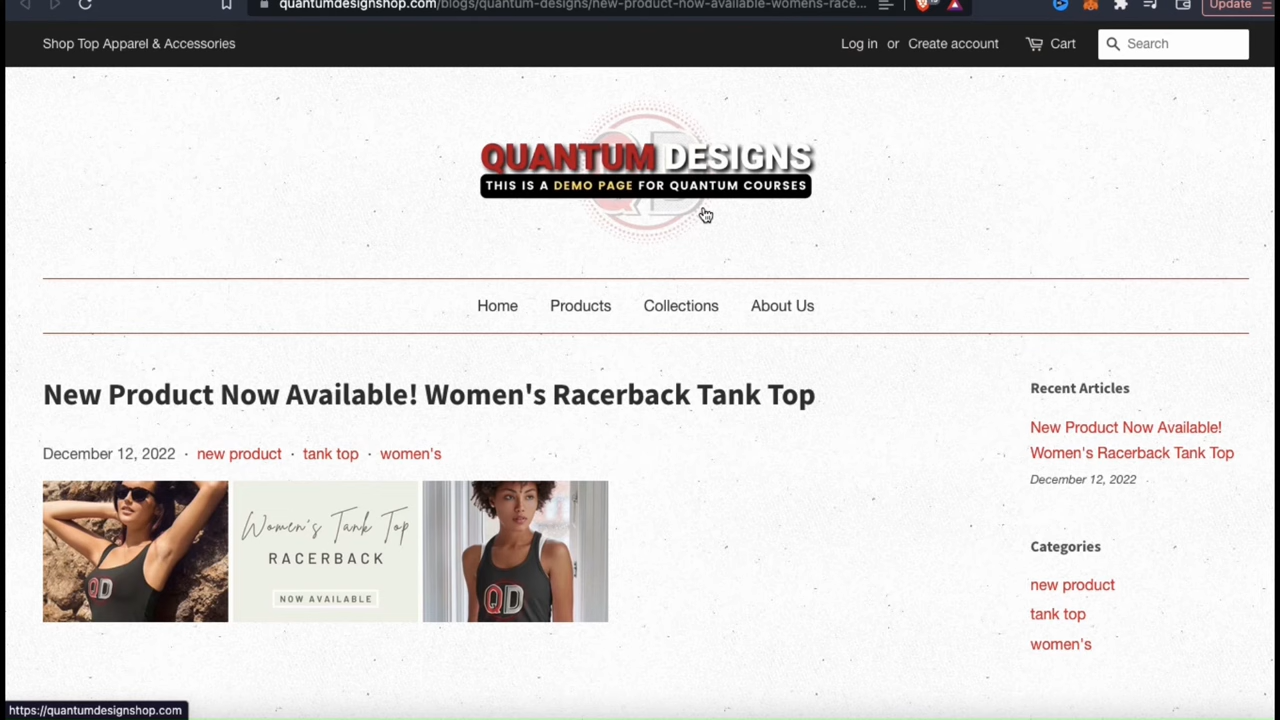 quantumdesignshop.com/blogs/quantum-designs/new-product-now-available-womens-race...
Update
Shop Top Apparel & Accessories
Log in or Create account
Cart
Search
QUANTUM DESIGNS
THIS IS A DEMO PAGE FOR QUANTUM COURSES
Home
Products
Collections
About Us
New Product Now Available! Women's Racerback Tank Top
December 12, 2022 · new product · tank top · women's
QD
Women's Tank Top
RACERBACK
NOW AVAILABLE
QD
Recent Articles
New Product Now Available!
Women's Racerback Tank Top
December 12, 2022
Categories
new product
tank top
women's
https://quantumdesignshop.com